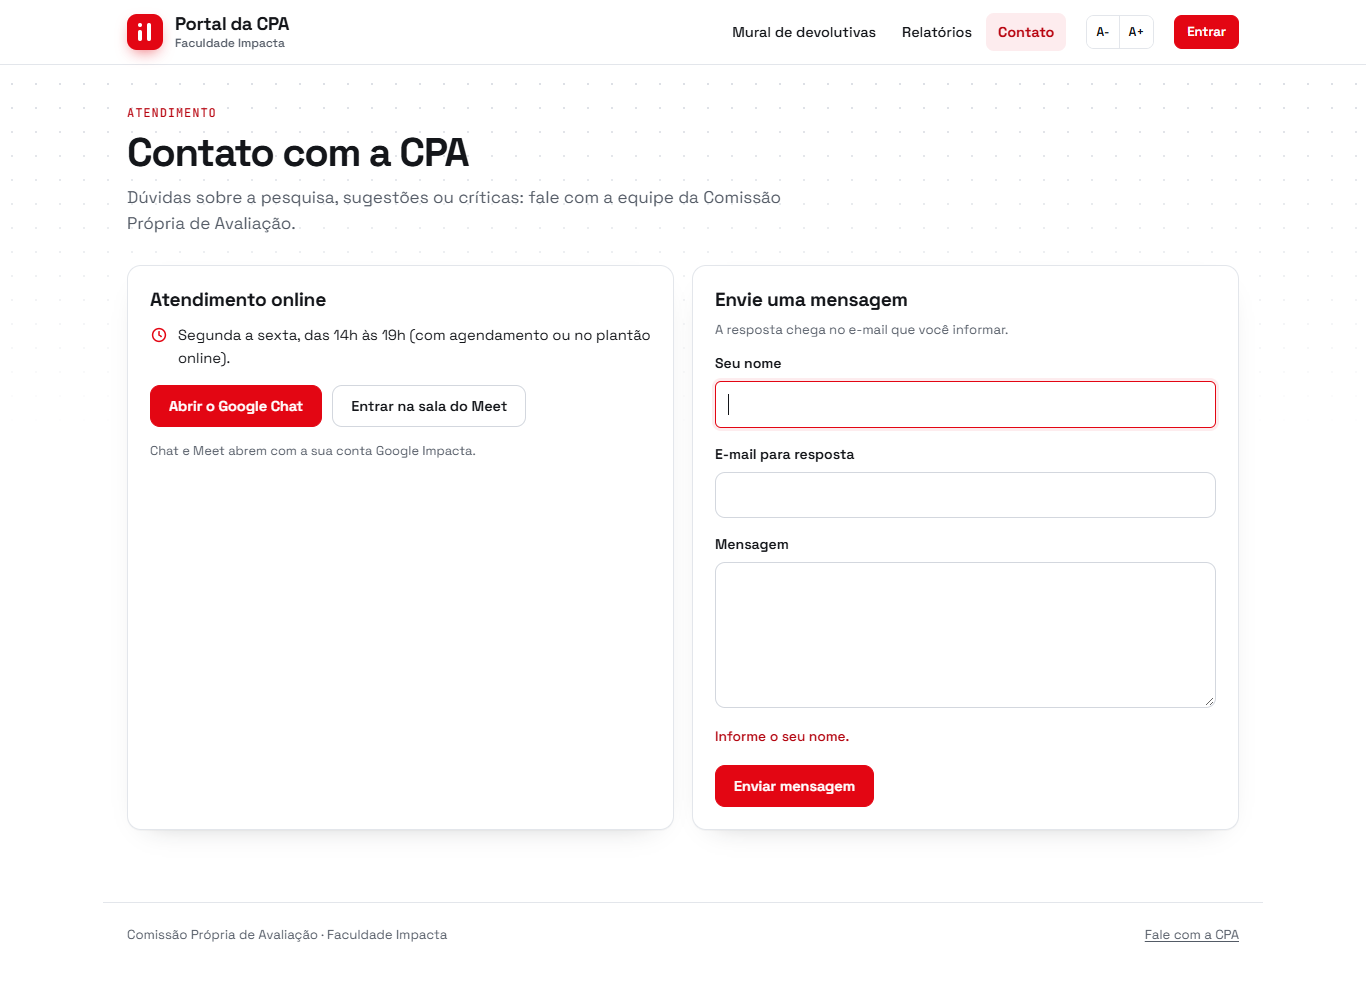 Portal da CPA
Faculdade Impacta
Mural de devolutivas
Relatórios
Contato
A-
A+
Entrar
ATENDIMENTO
Contato com a CPA
Dúvidas sobre a pesquisa, sugestões ou críticas: fale com a equipe da Comissão
Própria de Avaliação.
Atendimento online
Segunda a sexta, das 14h às 19h (com agendamento ou no plantão
online).
Abrir o Google Chat
Entrar na sala do Meet
Chat e Meet abrem com a sua conta Google Impacta.
Envie uma mensagem
A resposta chega no e-mail que você informar.
Seu nome
E-mail para resposta
Mensagem
Informe o seu nome.
Enviar mensagem
Comissão Própria de Avaliação · Faculdade Impacta
Fale com a CPA